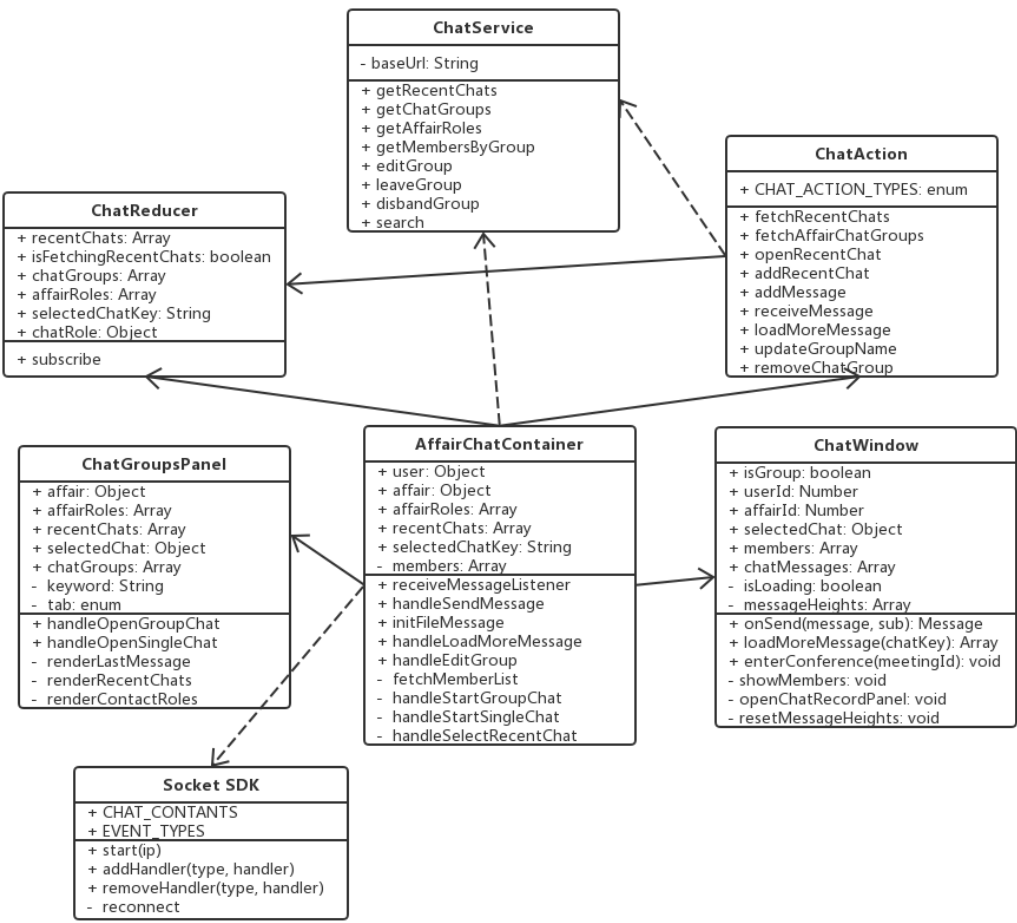 ChatService
- baseUrl: String
+ getRecentChats
+ getChatGroups
+ getAffairRoles
+ getMembersByGroup
+ editGroup
+ leaveGroup
+ disbandGroup
+ search
ChatAction
+ CHAT_ACTION_TYPES: enum
+ fetchRecentChats
+ fetchAffairChatGroups
+ openRecentChat
+ addRecentChat
+ addMessage
+ receiveMessage
+ loadMoreMessage
+ updateGroupName
+ removeChatGroup
ChatReducer
+ recentChats: Array
+ isFetchingRecentChats: boolean
+ chatGroups: Array
+ affairRoles: Array
+ selectedChatKey: String
+ chatRole: Object
+ subscribe
ChatGroupsPanel
+ affair: Object
+ affairRoles: Array
+ recentChats: Array
+ selectedChat: Object
+ chatGroups: Array
- keyword: String
- tab: enum
+ handleOpenGroupChat
+ handleOpenSingleChat
- renderLastMessage
- renderRecentChats
- renderContactRoles
AffairChatContainer
+ user: Object
+ affair: Object
+ affairRoles: Array
+ recentChats: Array
+ selectedChatKey: String
- members: Array
+ receiveMessageListener
+ handleSendMessage
+ initFileMessage
+ handleLoadMoreMessage
+ handleEditGroup
- fetchMemberList
- handleStartGroupChat
- handleStartSingleChat
- handleSelectRecentChat
ChatWindow
+ isGroup: boolean
+ userId: Number
+ affairId: Number
+ selectedChat: Object
+ members: Array
+ chatMessages: Array
- isLoading: boolean
- messageHeights: Array
+ onSend(message, sub): Message
+ loadMoreMessage(chatKey): Array
+ enterConference(meetingId): void
- showMembers: void
- openChatRecordPanel: void
- resetMessageHeights: void
Socket SDK
+ CHAT_CONTANTS
+ EVENT_TYPES
+ start(ip)
+ addHandler(type, handler)
+ removeHandler(type, handler)
- reconnect